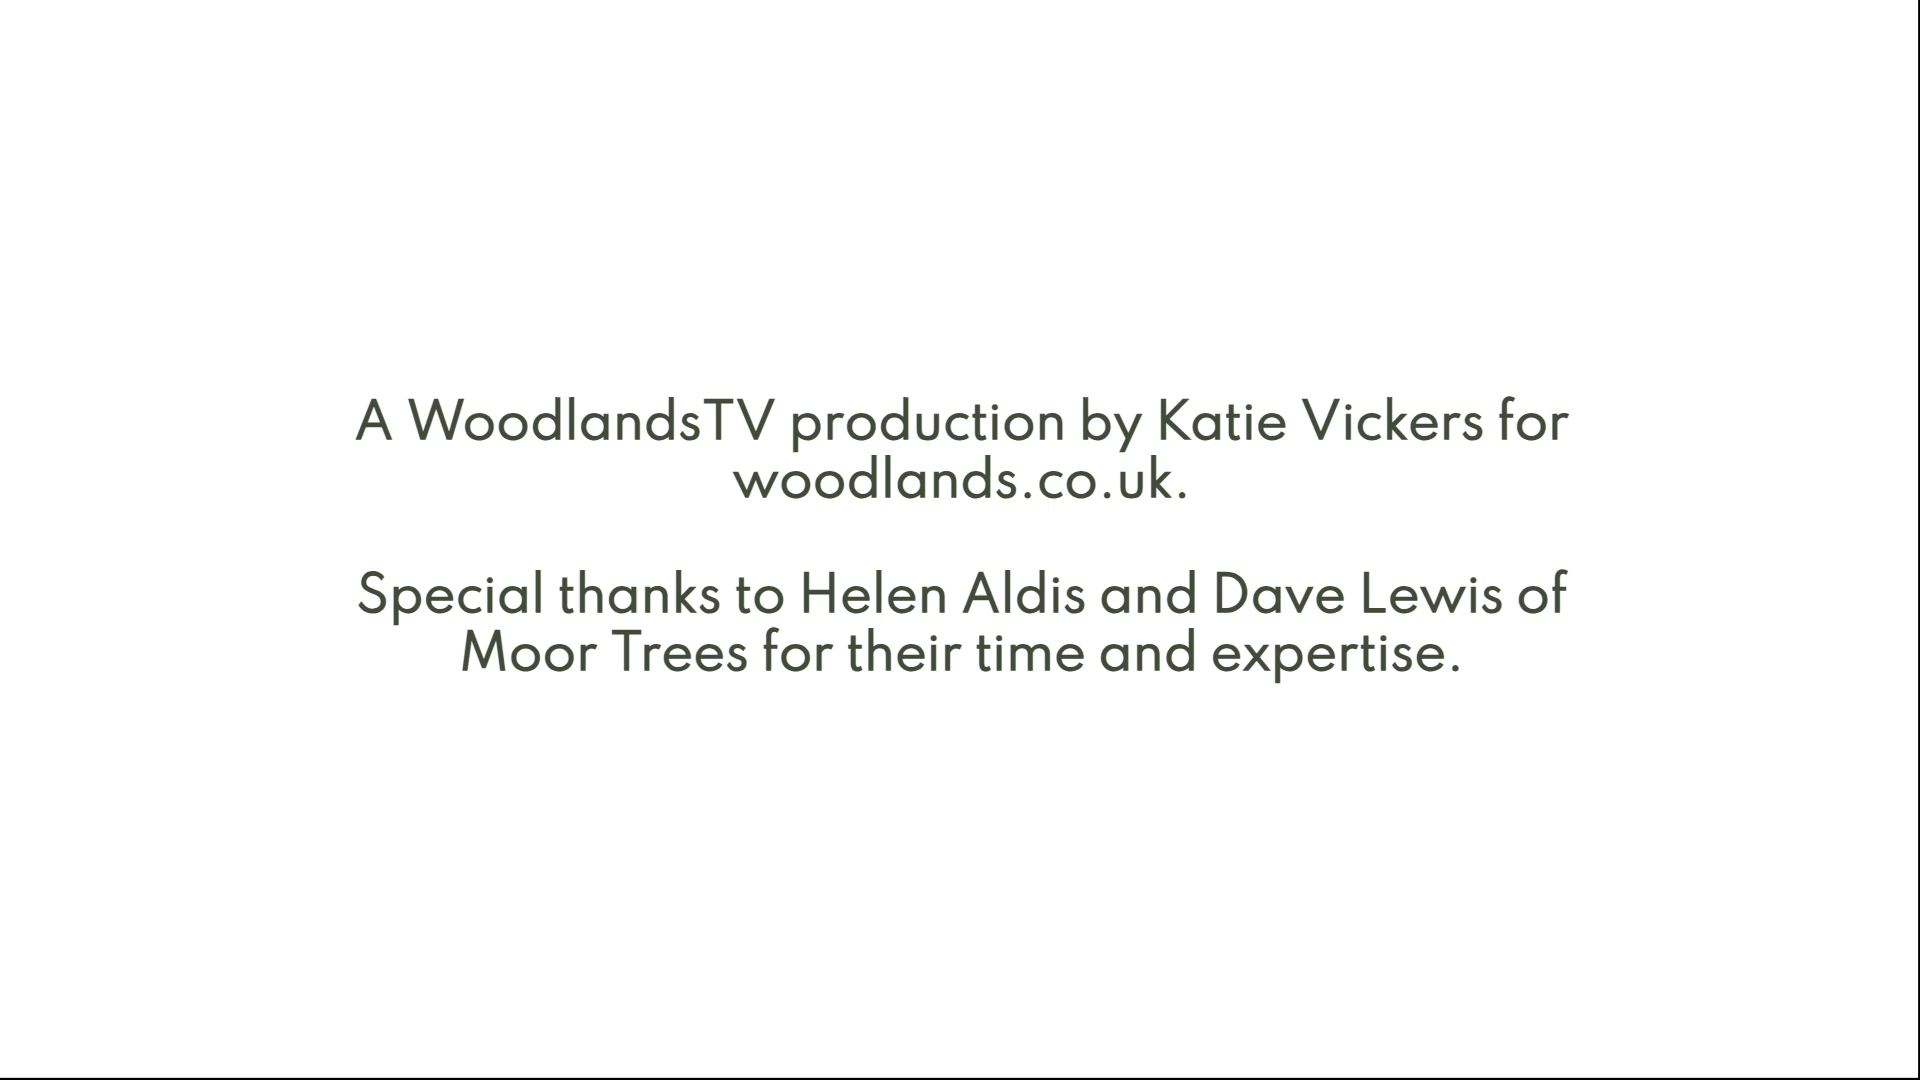 A WoodlandsTV production by Katie Vickers for
woodlands.co.uk.
Special thanks to Helen Aldis and Dave Lewis of
Moor Trees for their time and expertise.